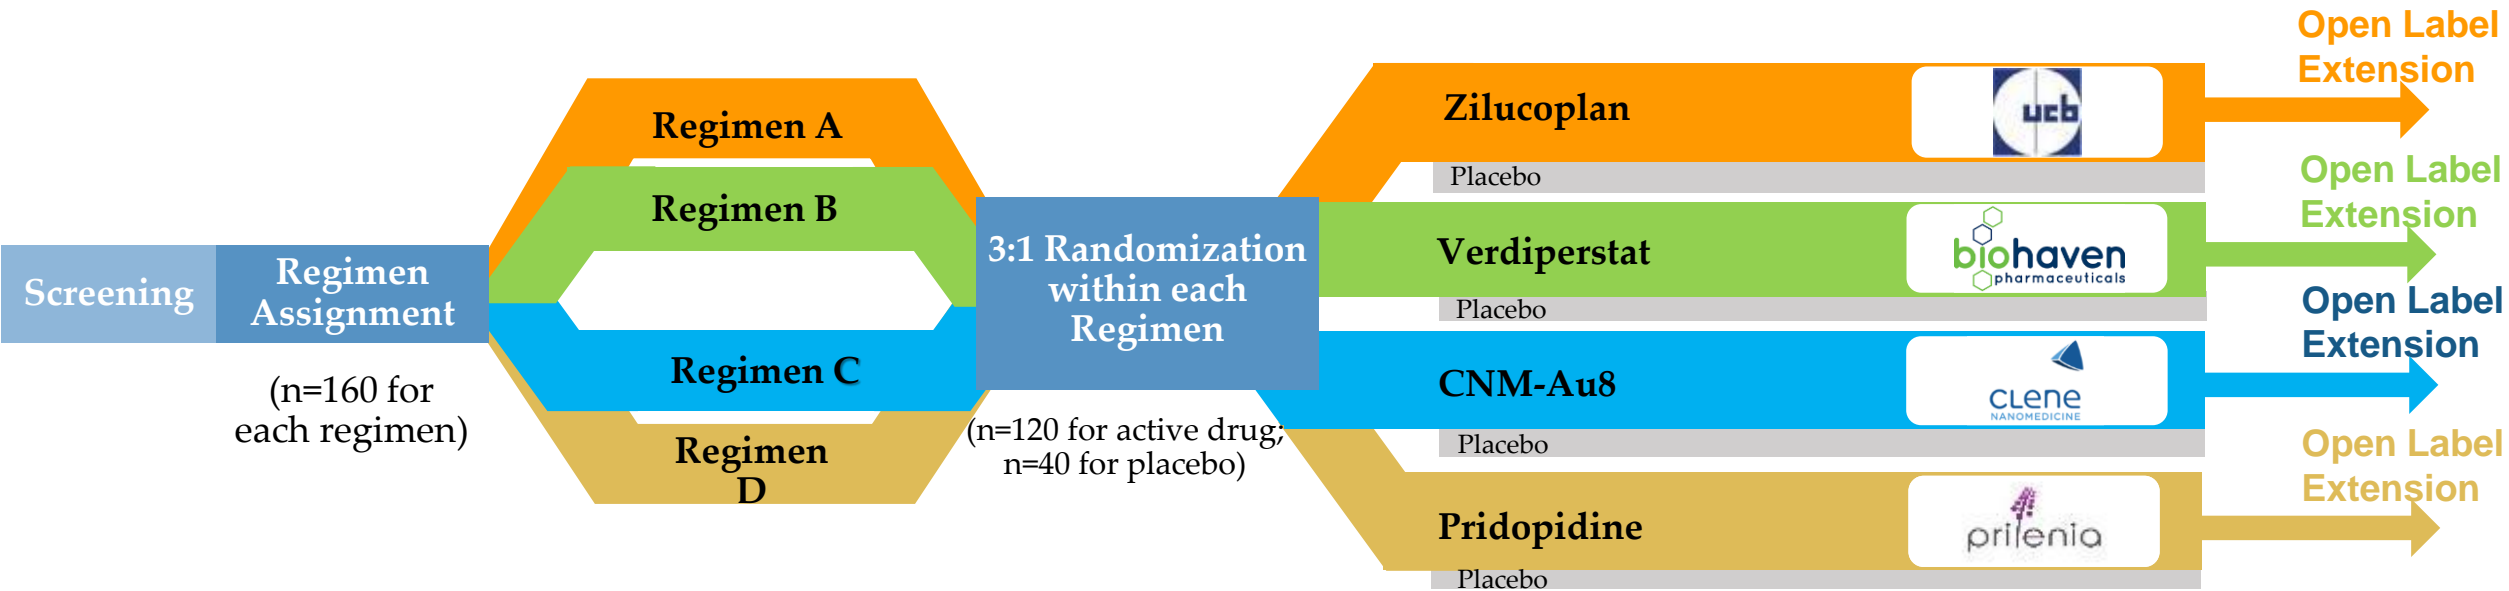 Screening
Regimen
Assignment
(n=160 for
each regimen)
Regimen A
Regimen B
Regimen C
Regimen
D
3:1 Randomization
within each
Regimen
(n=120 for active drug;
n=40 for placebo)
Zilucoplan
ucb
Placebo
Open Label
Extension
Verdiperstat
biohaven
pharmaceuticals
Placebo
Open Label
Extension
CNM-Au8
CLENE
NANOMEDICINE
Placebo
Open Label
Extension
Pridopidine
prilenia
Placebo
Open Label
Extension